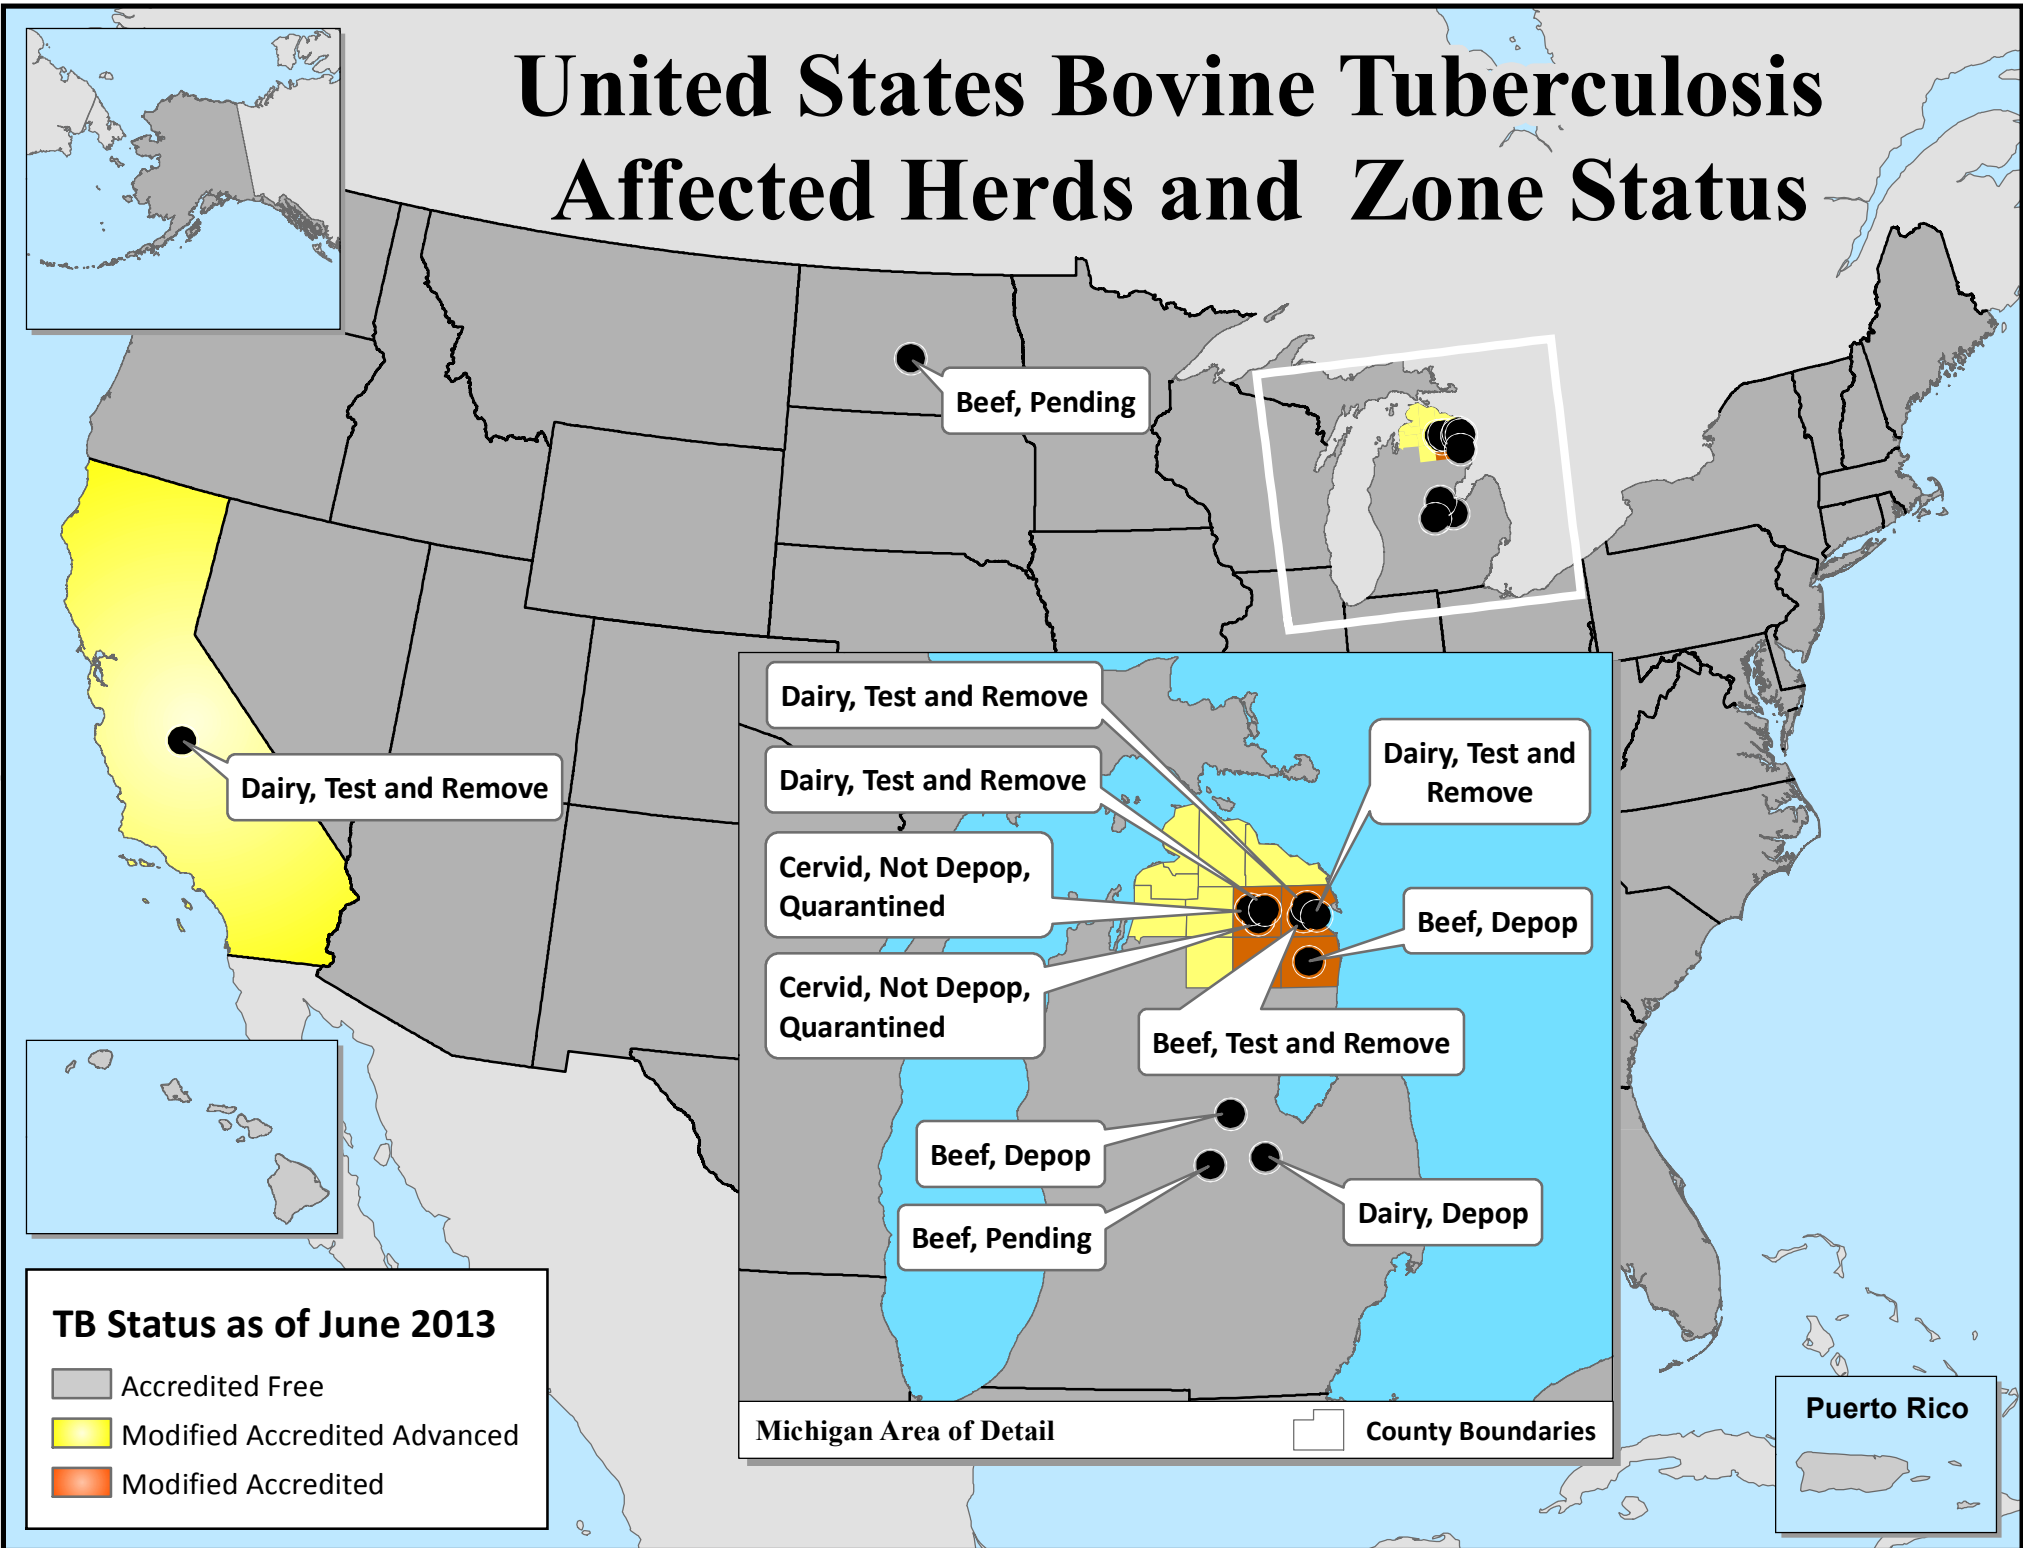 United States Bovine Tuberculosis
Affected Herds and Zone Status
Beef, Pending
Dairy, Test and Remove
Dairy, Test and Remove
Dairy, Test and Remove
Cervid, Not Depop,
Quarantined
Cervid, Not Depop,
Quarantined
Dairy, Test and
Remove
Beef, Depop
Beef, Test and Remove
Beef, Depop
Beef, Pending
Dairy, Depop
Michigan Area of Detail
County Boundaries
TB Status as of June 2013
Accredited Free
Modified Accredited Advanced
Modified Accredited
Puerto Rico